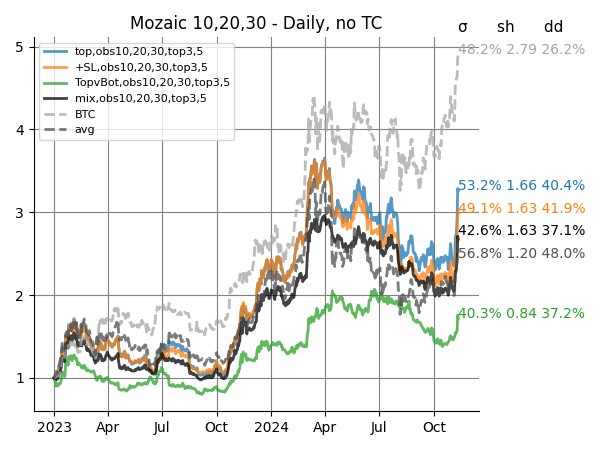 Mozaic 10,20,30 - Daily, no TC
σ sh dd
5
4
3
2
1
top,obs10,20,30,top3,5
+SL,obs10,20,30,top3,5
TopvBot,obs10,20,30,top3,5
mix,obs10,20,30,top3,5
BTC
avg
48.2% 2.79 26.2%
53.2% 1.66 40.4%
49.1% 1.63 41.9%
42.6% 1.63 37.1%
56.8% 1.20 48.0%
40.3% 0.84 37.2%
2023 Apr Jul Oct 2024 Apr Jul Oct